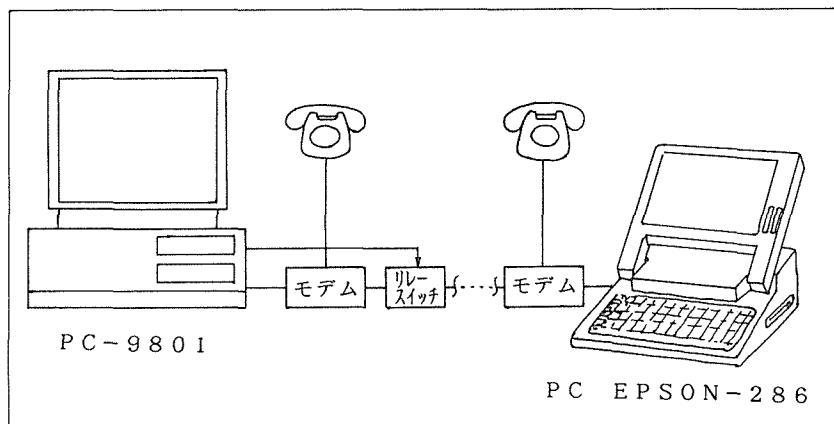 モデム
リレー
スイッチ
モデム
PC-9801
PC EPSON-286